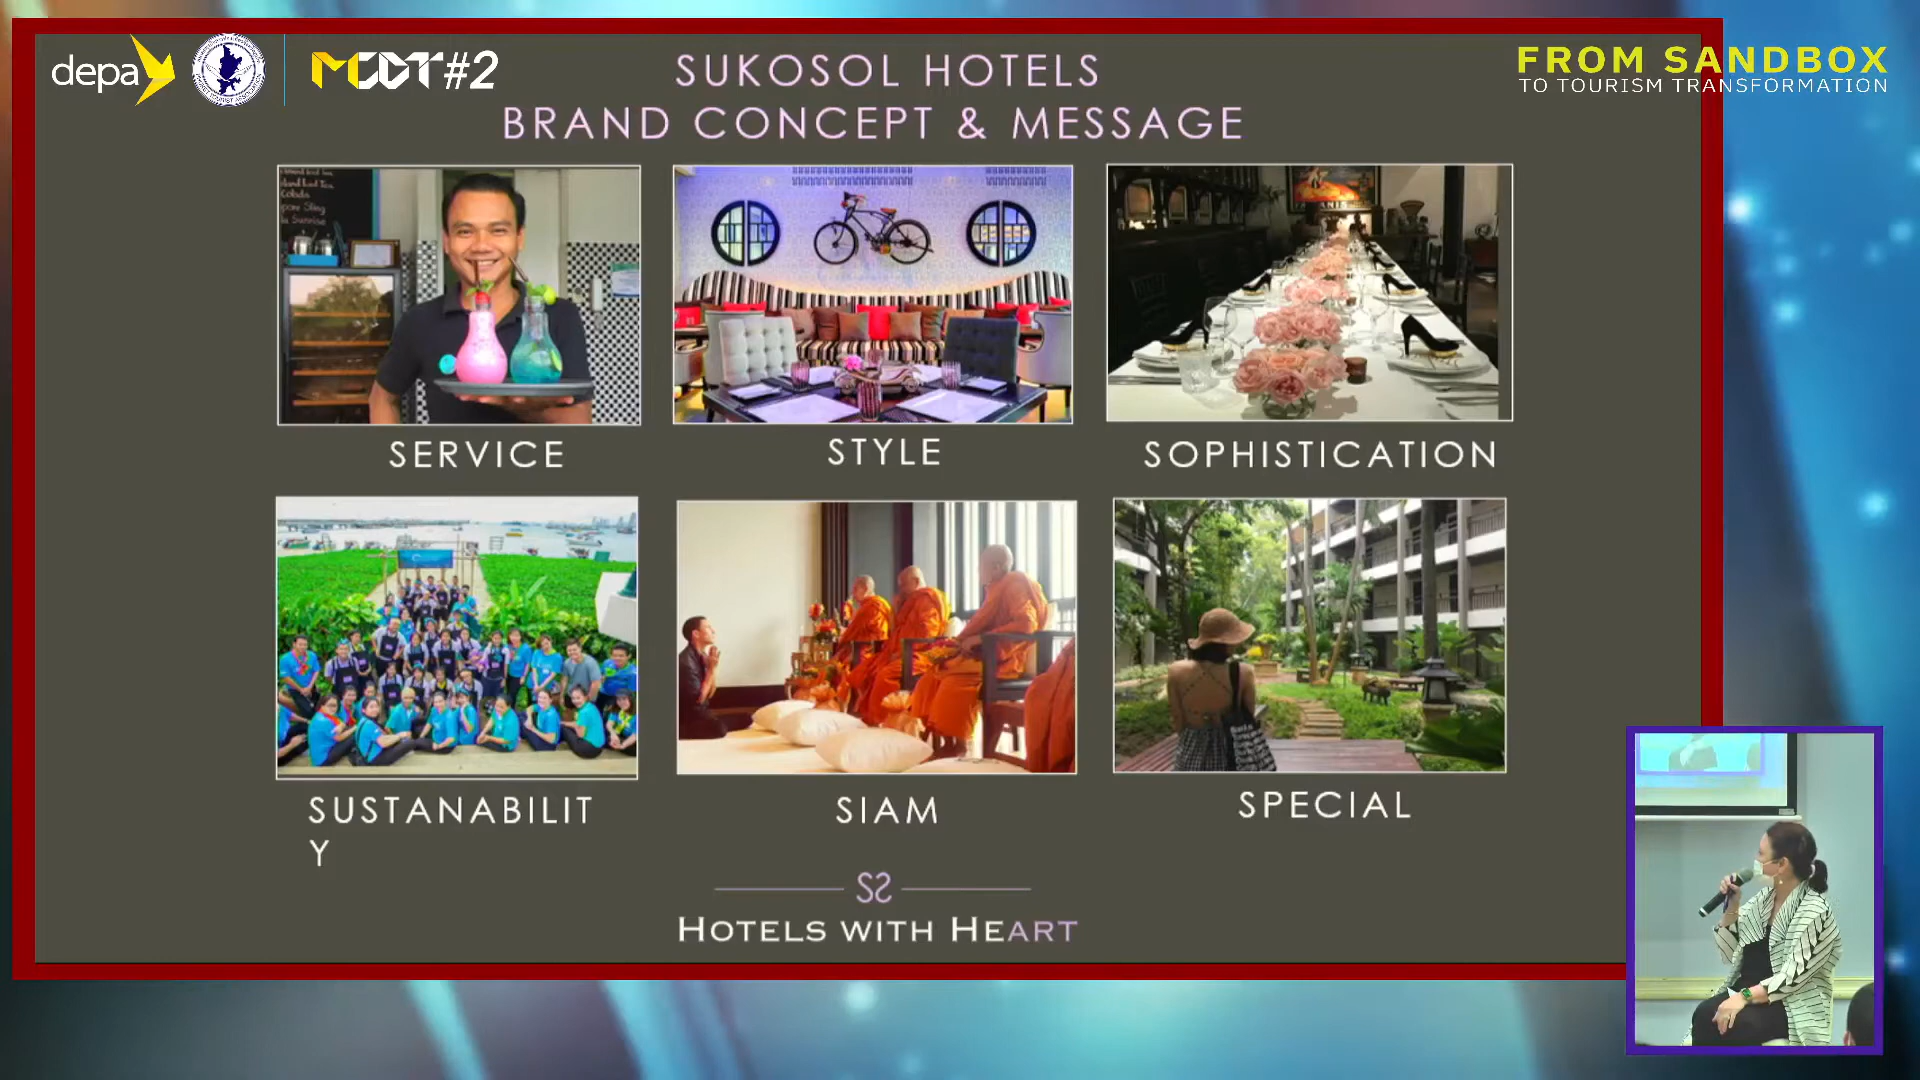 depa
MCDT#2
FROM SANDBOX
TO TOURISM TRANSFORMATION
SUKOSOL HOTELS
BRAND CONCEPT & MESSAGE
SERVICE
STYLE
SOPHISTICATION
SUSTANABILIT
Y
SIAM
SPECIAL
HOTELS WITH HEART